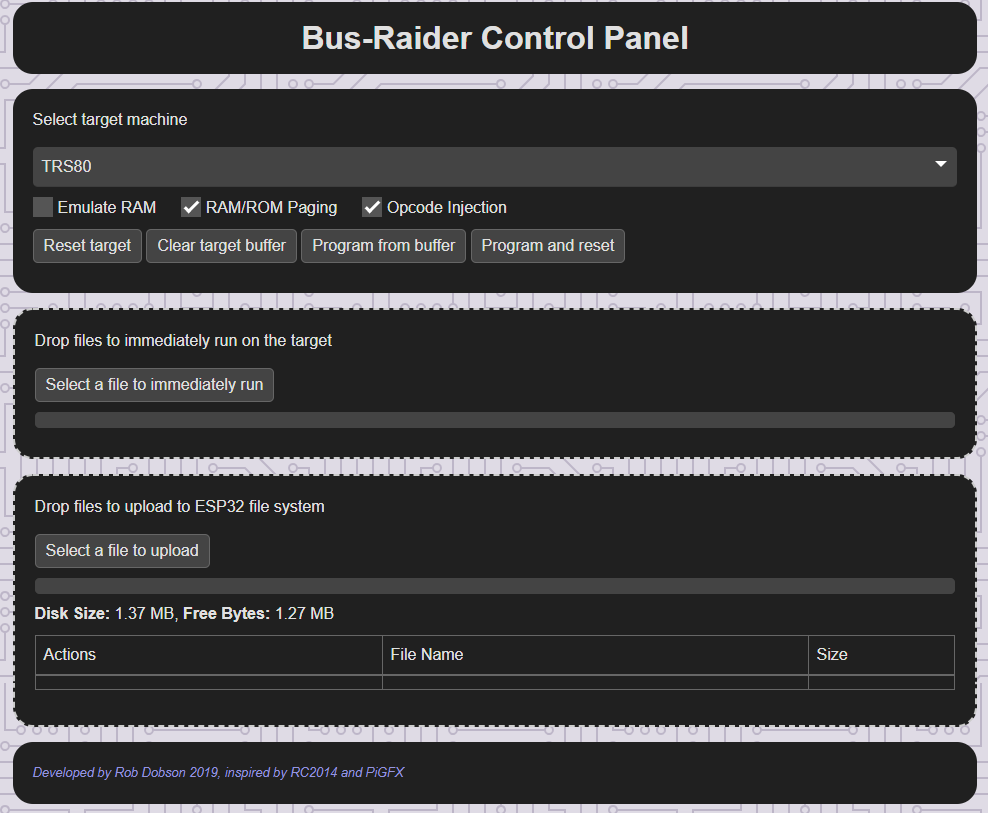 Bus-Raider Control Panel
Select target machine
TRS80
Emulate RAM RAM/ROM Paging Opcode Injection
Reset target Clear target buffer Program from buffer Program and reset
Drop files to immediately run on the target
Select a file to immediately run
Drop files to upload to ESP32 file system
Select a file to upload
Disk Size: 1.37 MB, Free Bytes: 1.27 MB
Actions File Name Size
Developed by Rob Dobson 2019, inspired by RC2014 and PiGFX